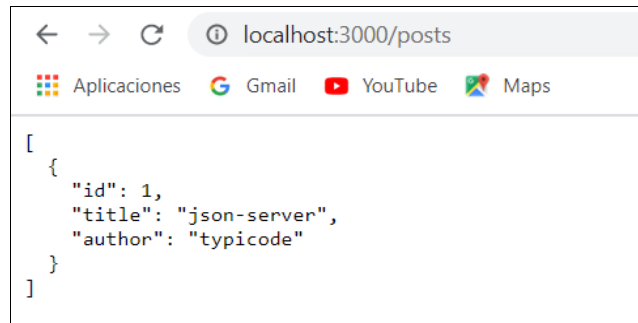 localhost:3000/posts
Aplicaciones Gmail YouTube Maps
[
  {
    "id": 1,
    "title": "json-server",
    "author": "typicode"
  }
]